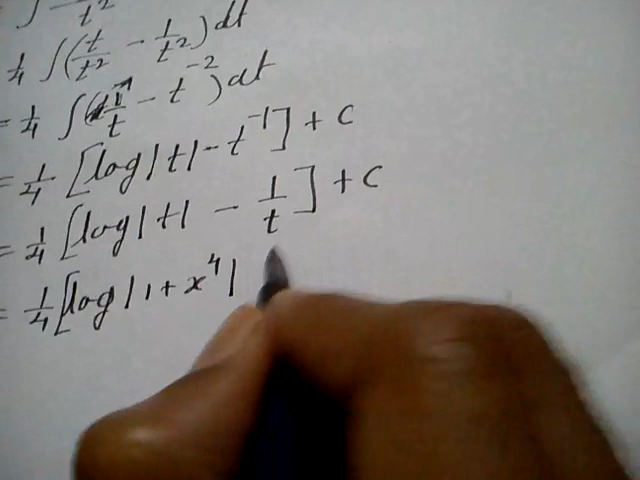 ∫ t²
1/4 ∫(t/t² - 1/t²)dt
= 1/4 ∫(1/t - t⁻²)dt
= 1/4 [log|t| - t⁻¹] + c
= 1/4 [log|t| - 1/t] + c
= 1/4 [log|1 + x⁴|